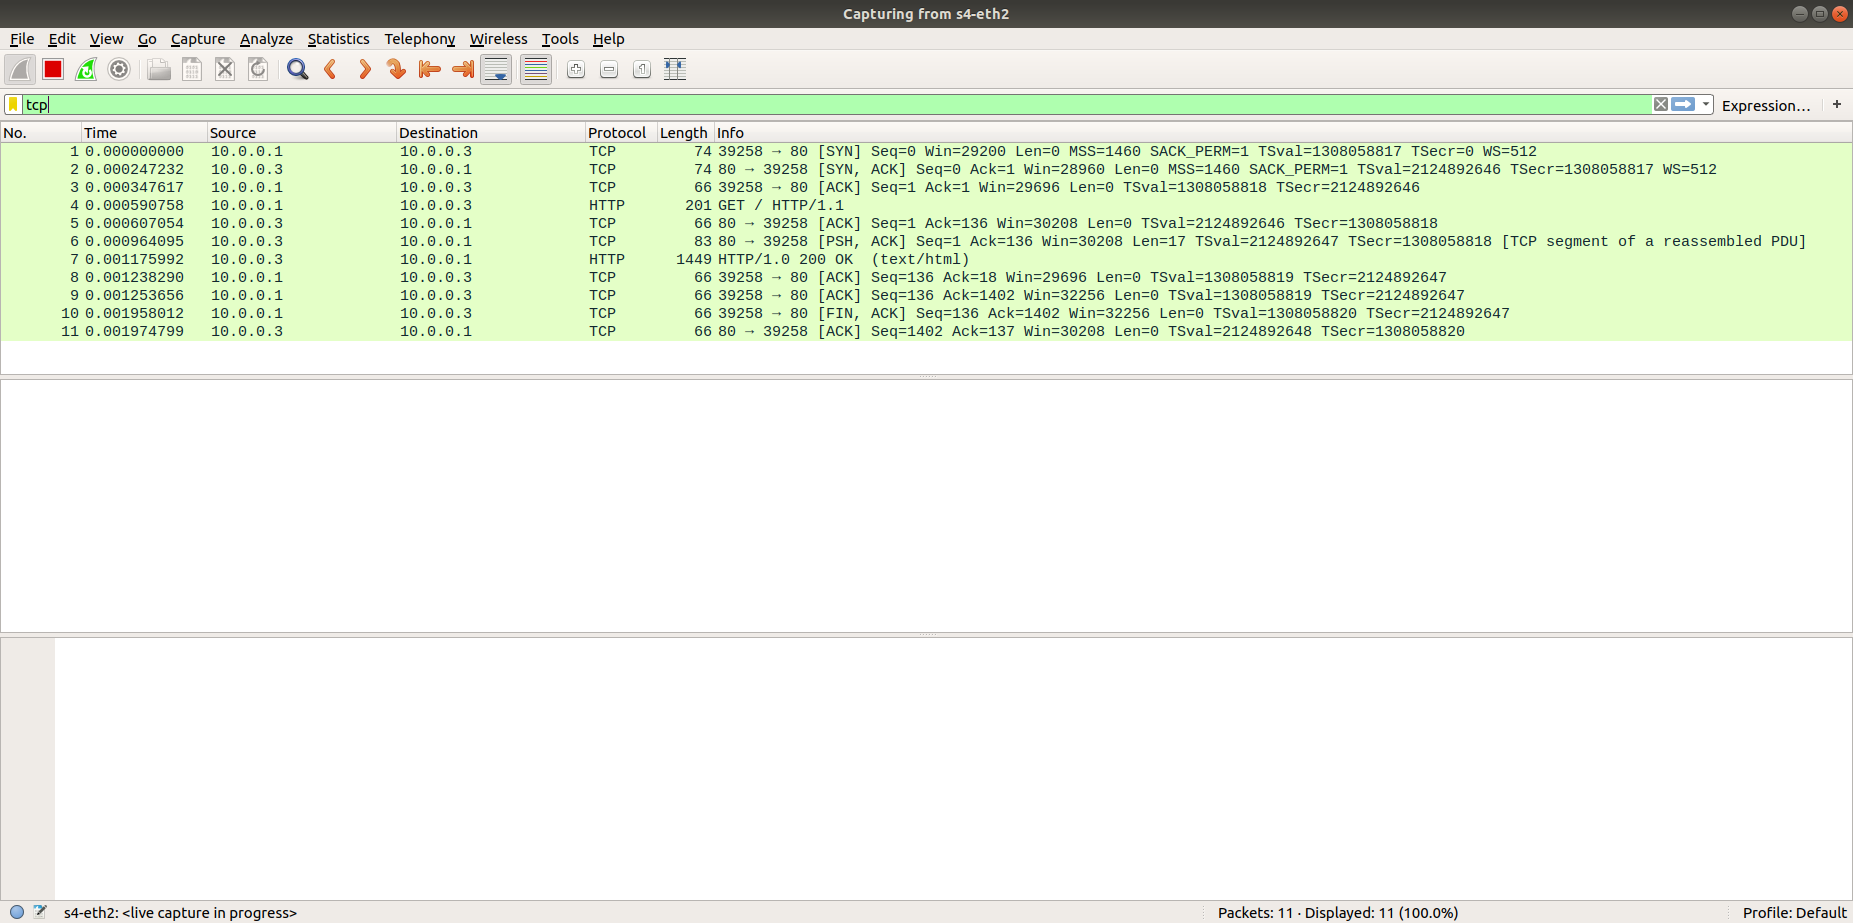 Capturing from s4-eth2
File Edit View Go Capture Analyze Statistics Telephony Wireless Tools Help
tcp Expression… +
No. Time Source Destination Protocol Length Info
1 0.000000000 10.0.0.1 10.0.0.3 TCP 74 39258 → 80 [SYN] Seq=0 Win=29200 Len=0 MSS=1460 SACK_PERM=1 TSval=1308058817 TSecr=0 WS=512
2 0.000247232 10.0.0.3 10.0.0.1 TCP 74 80 → 39258 [SYN, ACK] Seq=0 Ack=1 Win=28960 Len=0 MSS=1460 SACK_PERM=1 TSval=2124892646 TSecr=1308058817 WS=512
3 0.000347617 10.0.0.1 10.0.0.3 TCP 66 39258 → 80 [ACK] Seq=1 Ack=1 Win=29696 Len=0 TSval=1308058818 TSecr=2124892646
4 0.000590758 10.0.0.1 10.0.0.3 HTTP 201 GET / HTTP/1.1
5 0.000607054 10.0.0.3 10.0.0.1 TCP 66 80 → 39258 [ACK] Seq=1 Ack=136 Win=30208 Len=0 TSval=2124892646 TSecr=1308058818
6 0.000964095 10.0.0.3 10.0.0.1 TCP 83 80 → 39258 [PSH, ACK] Seq=1 Ack=136 Win=30208 Len=17 TSval=2124892647 TSecr=1308058818 [TCP segment of a reassembled PDU]
7 0.001175992 10.0.0.3 10.0.0.1 HTTP 1449 HTTP/1.0 200 OK (text/html)
8 0.001238290 10.0.0.1 10.0.0.3 TCP 66 39258 → 80 [ACK] Seq=136 Ack=18 Win=29696 Len=0 TSval=1308058819 TSecr=2124892647
9 0.001253656 10.0.0.1 10.0.0.3 TCP 66 39258 → 80 [ACK] Seq=136 Ack=1402 Win=32256 Len=0 TSval=1308058819 TSecr=2124892647
10 0.001958012 10.0.0.1 10.0.0.3 TCP 66 39258 → 80 [FIN, ACK] Seq=136 Ack=1402 Win=32256 Len=0 TSval=1308058820 TSecr=2124892647
11 0.001974799 10.0.0.3 10.0.0.1 TCP 66 80 → 39258 [ACK] Seq=1402 Ack=137 Win=30208 Len=0 TSval=2124892648 TSecr=1308058820
s4-eth2: <live capture in progress> Packets: 11 · Displayed: 11 (100.0%) Profile: Default